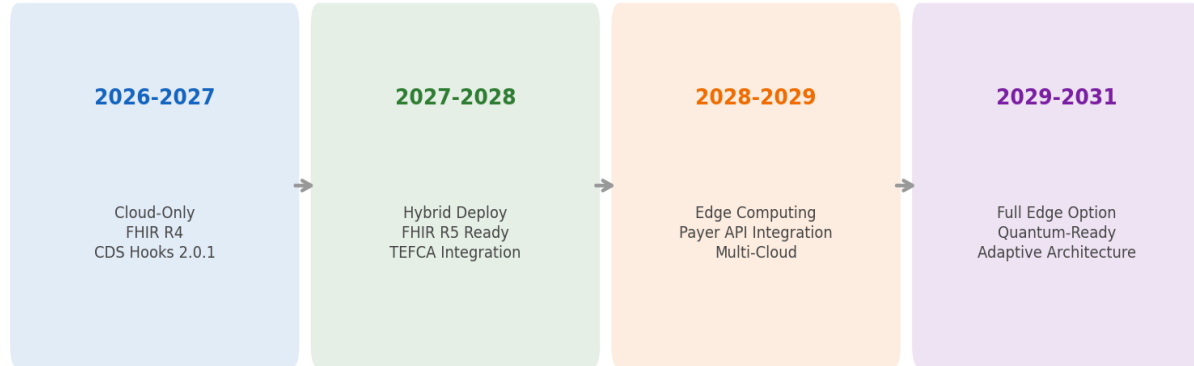 2026-2027
Cloud-Only
FHIR R4
CDS Hooks 2.0.1
2027-2028
Hybrid Deploy
FHIR R5 Ready
TEFCA Integration
2028-2029
Edge Computing
Payer API Integration
Multi-Cloud
2029-2031
Full Edge Option
Quantum-Ready
Adaptive Architecture